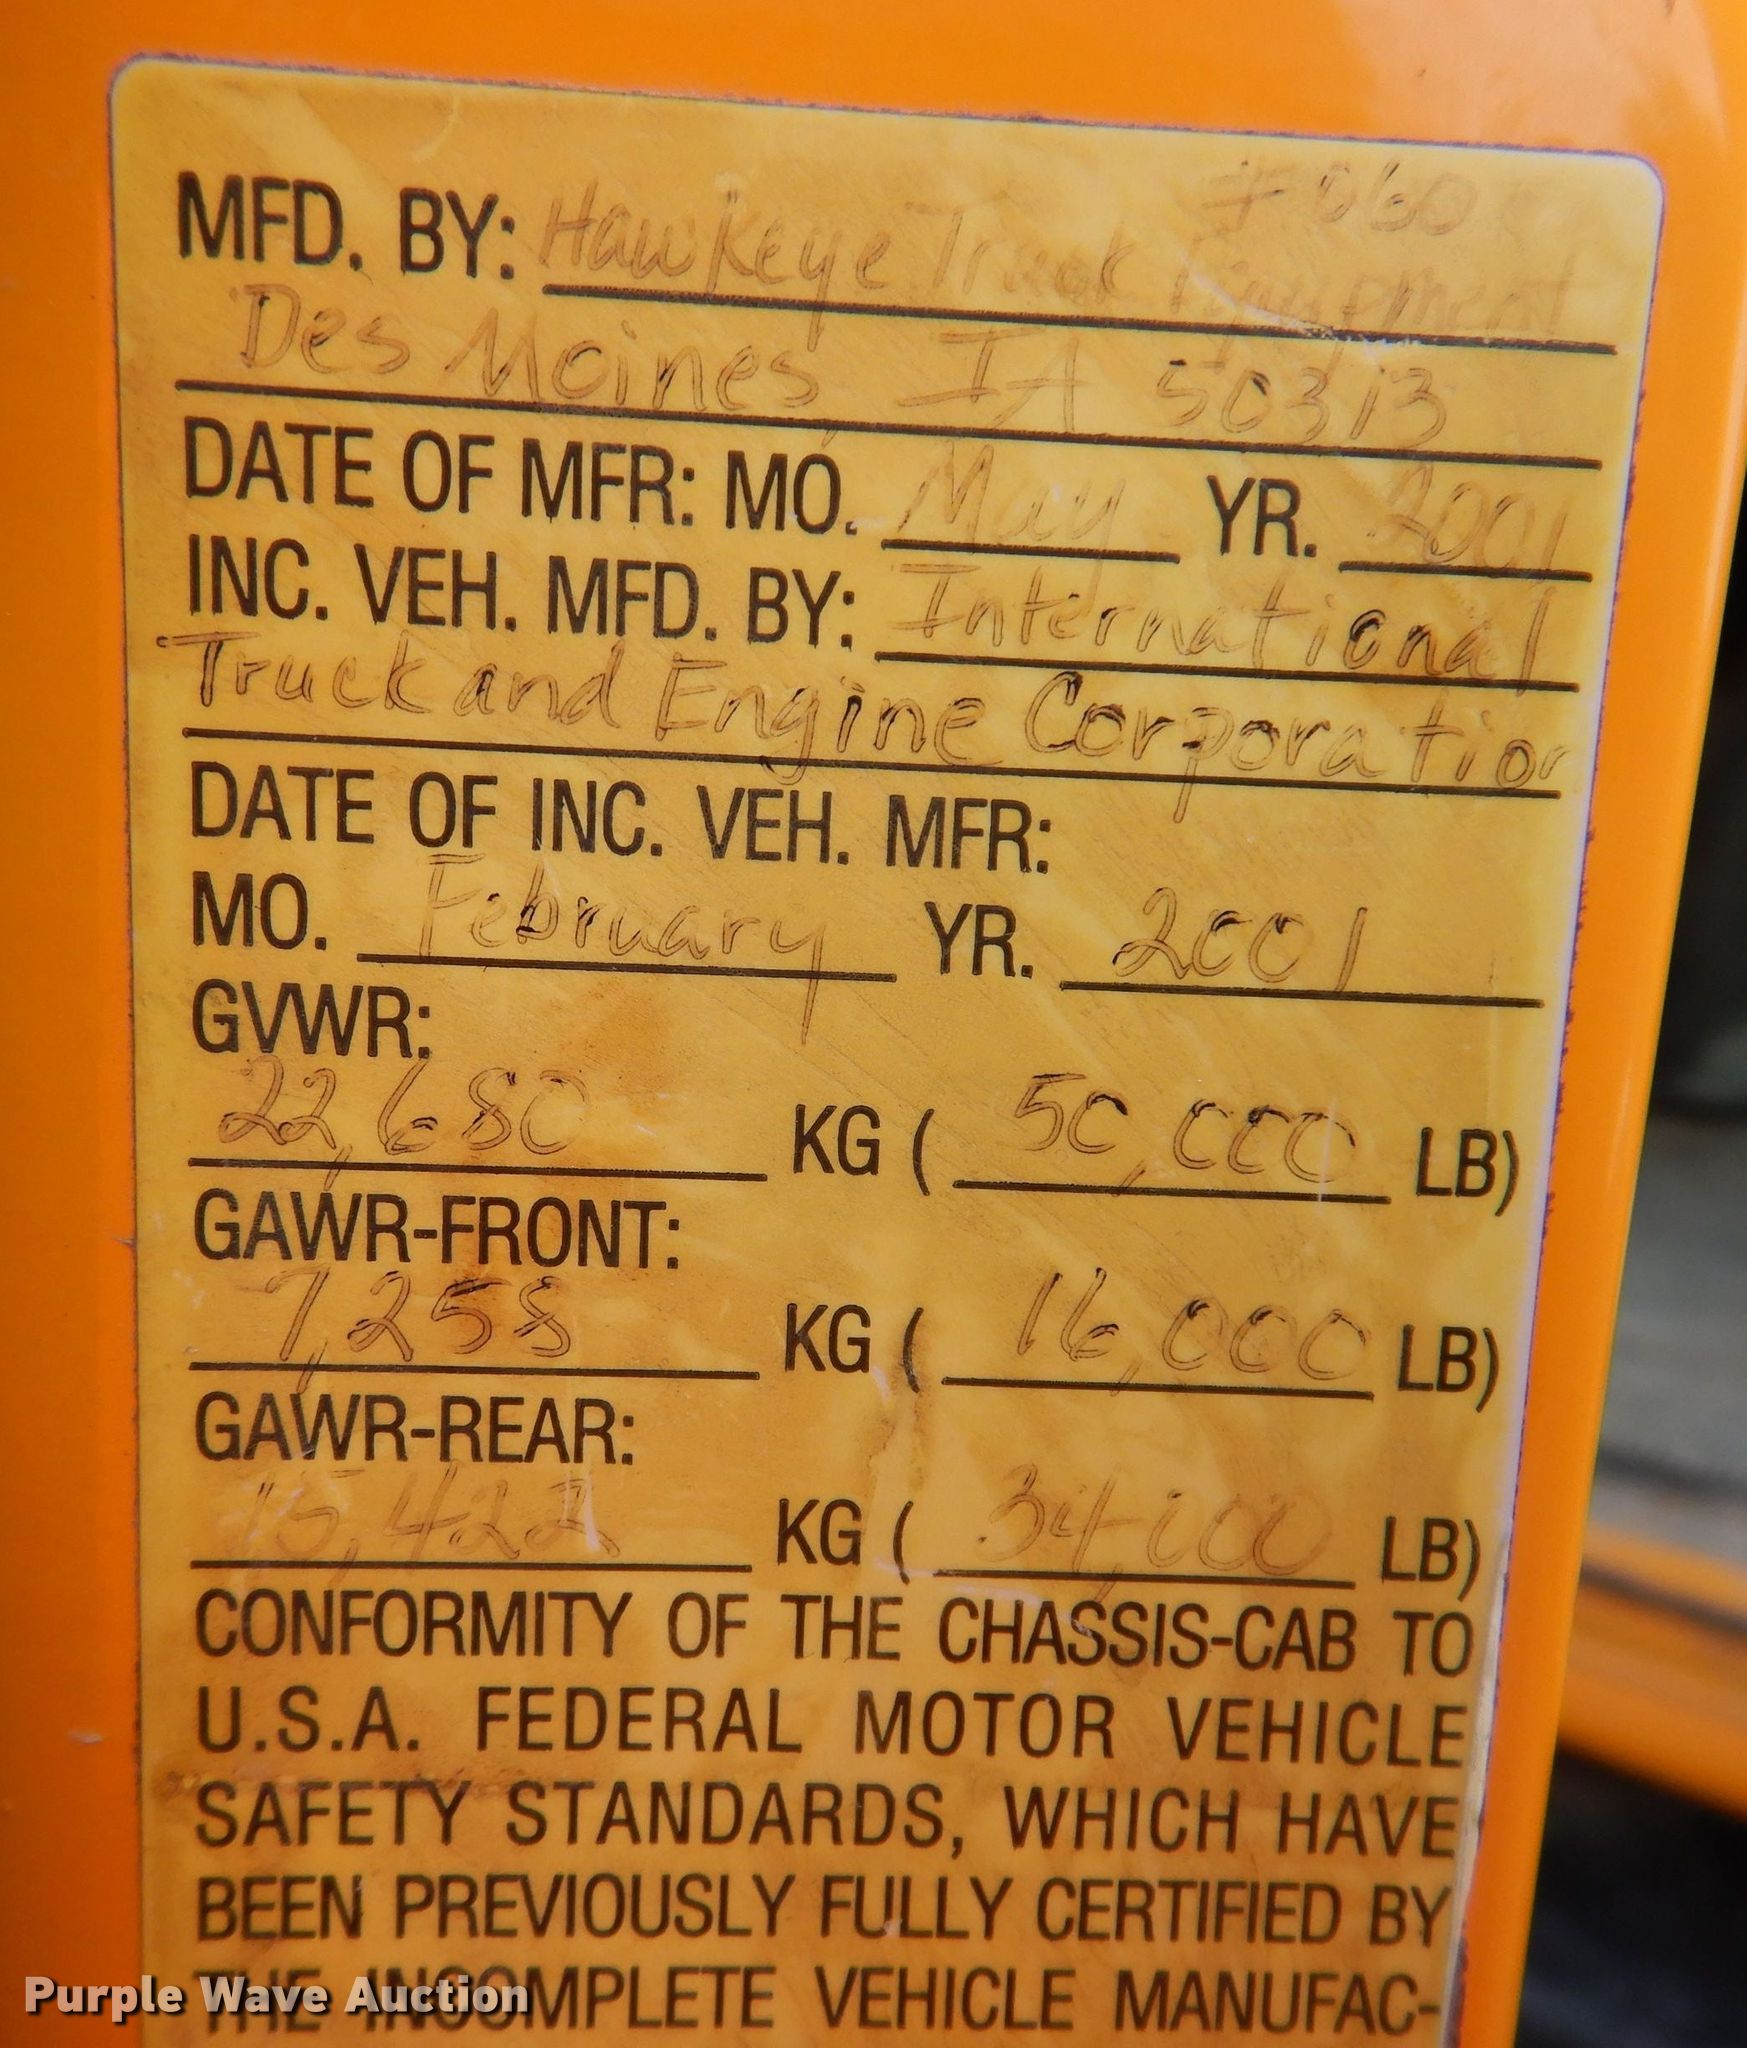 #060
MFD. BY: Hawkeye Truck Equipment
Des Moines, IA 50313
DATE OF MFR: MO. May YR. 2001
INC. VEH. MFD. BY: International
Truck and Engine Corporation
DATE OF INC. VEH. MFR:
MO. February YR. 2001
GVWR:
22,680 KG ( 50,000 LB)
GAWR-FRONT:
7,258 KG ( 16,000 LB)
GAWR-REAR:
15,422 KG ( 34,000 LB)
CONFORMITY OF THE CHASSIS-CAB TO
U.S.A. FEDERAL MOTOR VEHICLE
SAFETY STANDARDS, WHICH HAVE
BEEN PREVIOUSLY FULLY CERTIFIED BY
THE INCOMPLETE VEHICLE MANUFAC-
Purple Wave Auction